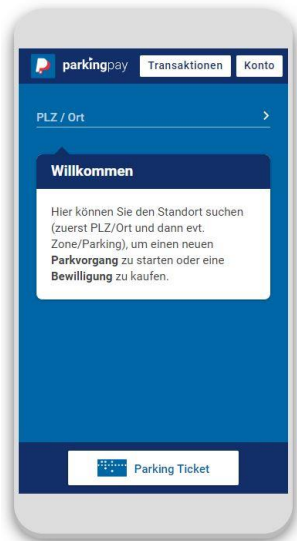 parkingpay Transaktionen Konto
PLZ / Ort
Willkommen
Hier können Sie den Standort suchen
(zuerst PLZ/Ort und dann evt.
Zone/Parking), um einen neuen
Parkvorgang zu starten oder eine
Bewilligung zu kaufen.
Parking Ticket